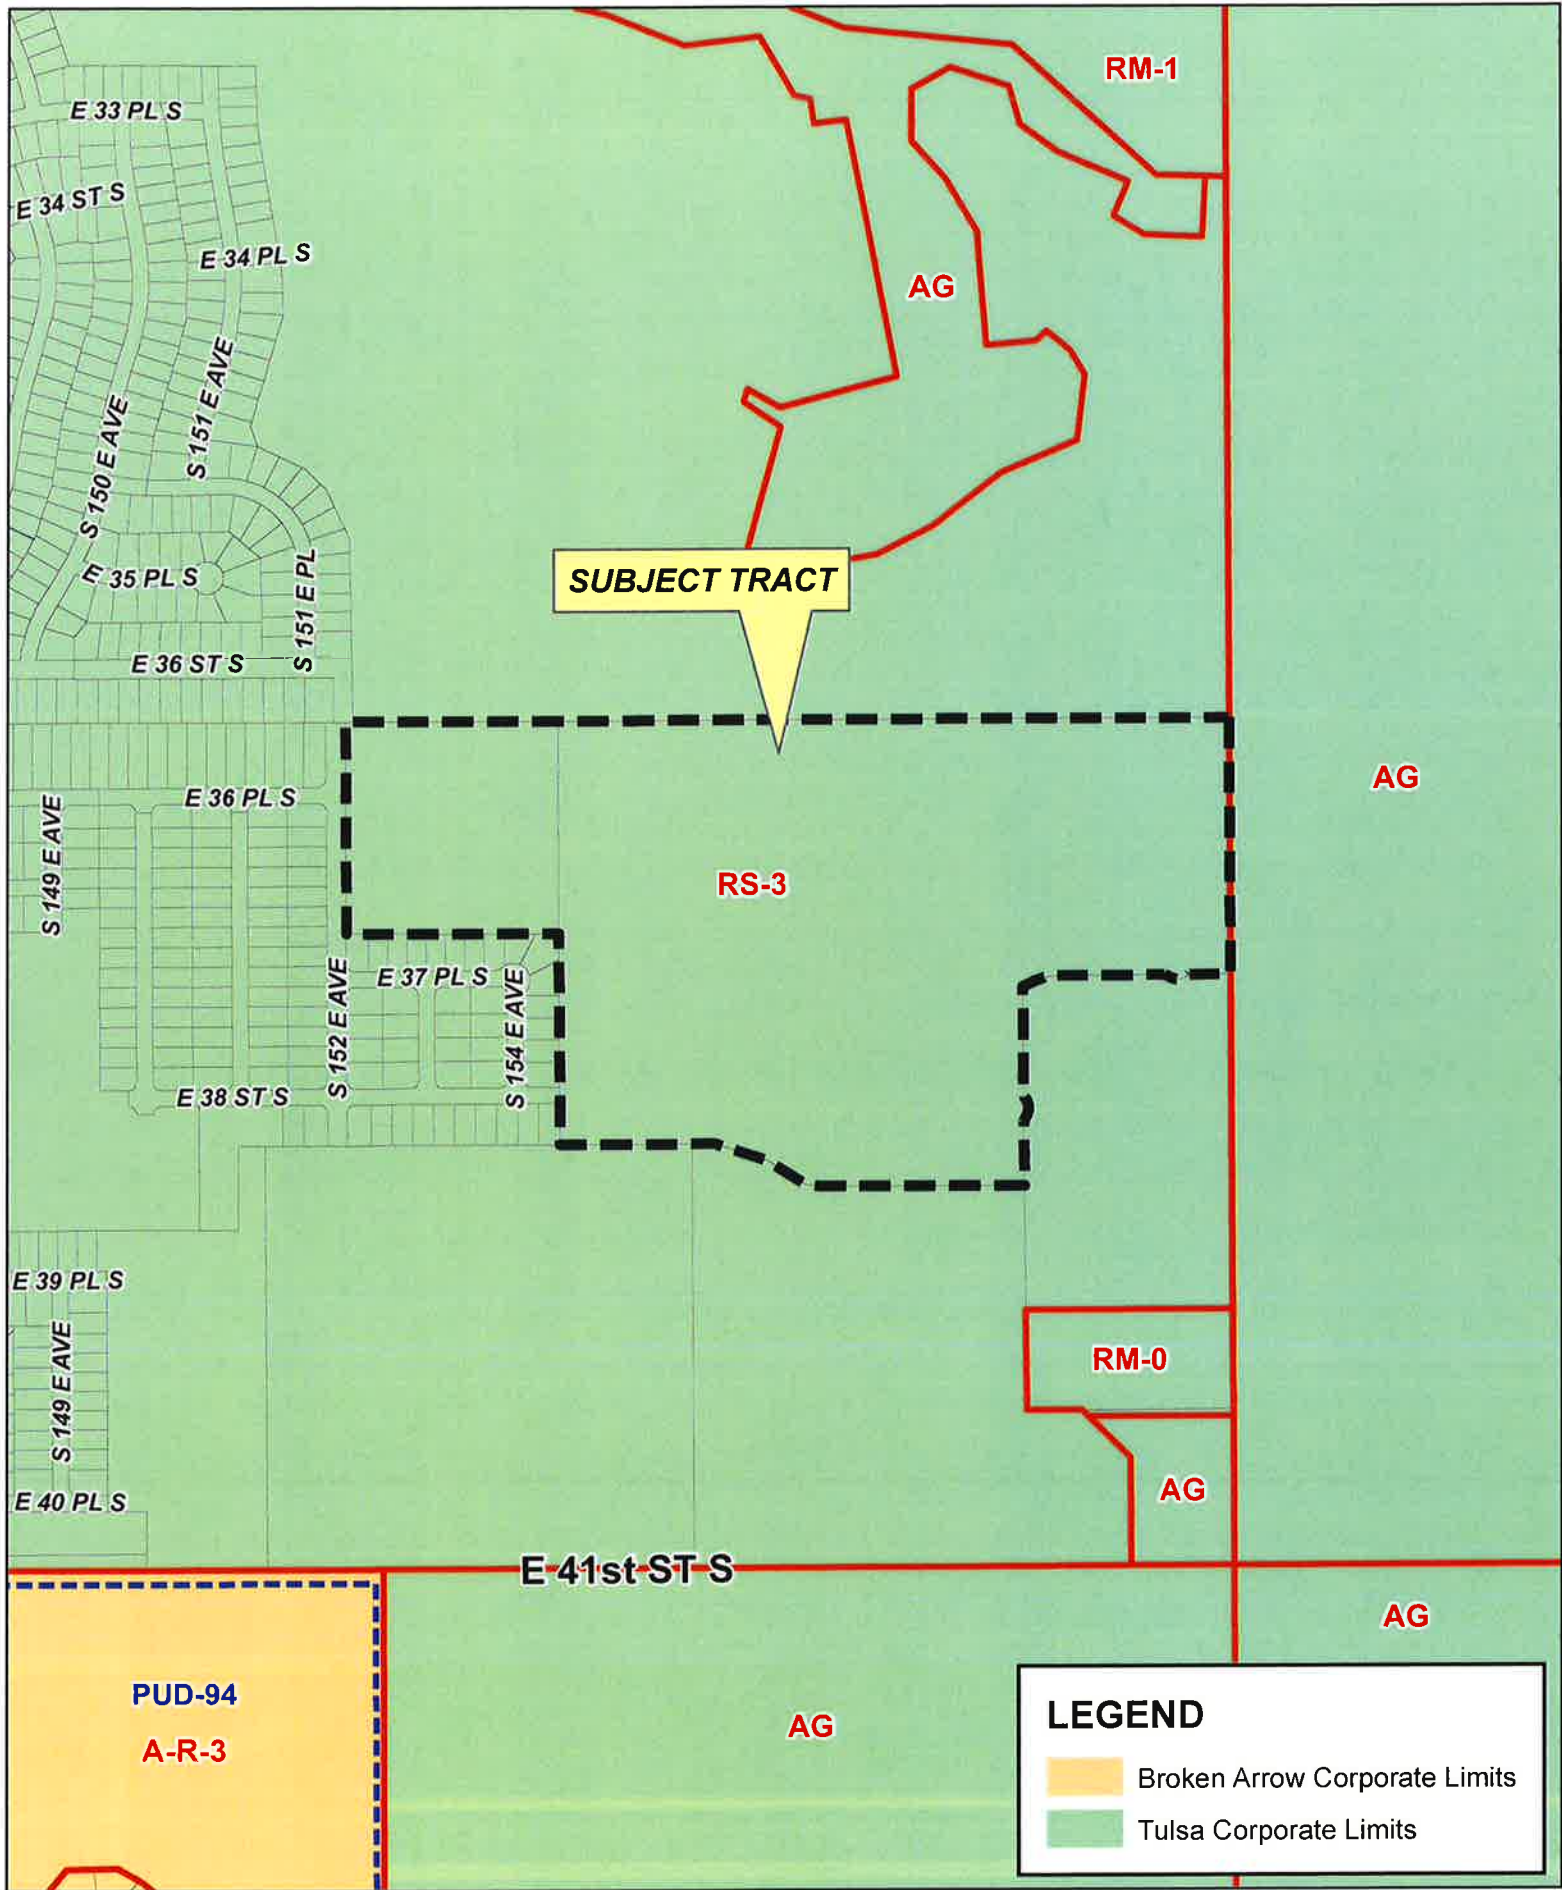 RM-1
E 33 PL S
E 34 ST S
E 34 PL S
AG
S 151 E AVE
S 150 E AVE
E 35 PL S
S 151 E PL
SUBJECT TRACT
E 36 ST S
AG
E 36 PL S
S 149 E AVE
RS-3
E 37 PL S
S 152 E AVE
S 154 E AVE
E 38 ST S
E 39 PL S
RM-0
S 149 E AVE
AG
E 40 PL S
E 41st ST S
AG
PUD-94
A-R-3
AG
LEGEND
Broken Arrow Corporate Limits
Tulsa Corporate Limits